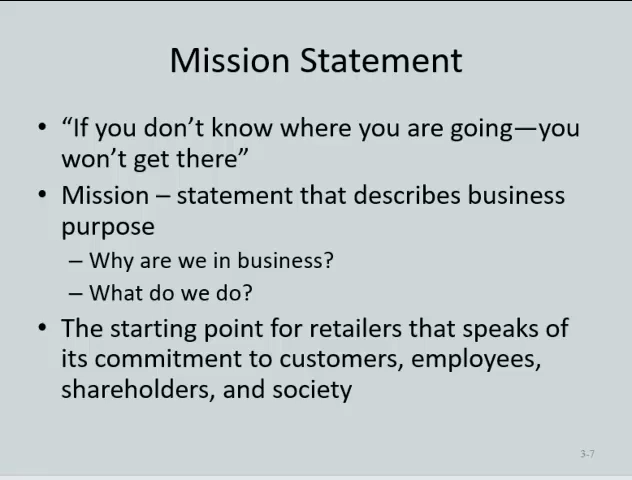 Mission Statement
• “If you don’t know where you are going—you
won’t get there”
• Mission – statement that describes business
purpose
– Why are we in business?
– What do we do?
• The starting point for retailers that speaks of
its commitment to customers, employees,
shareholders, and society
3-7